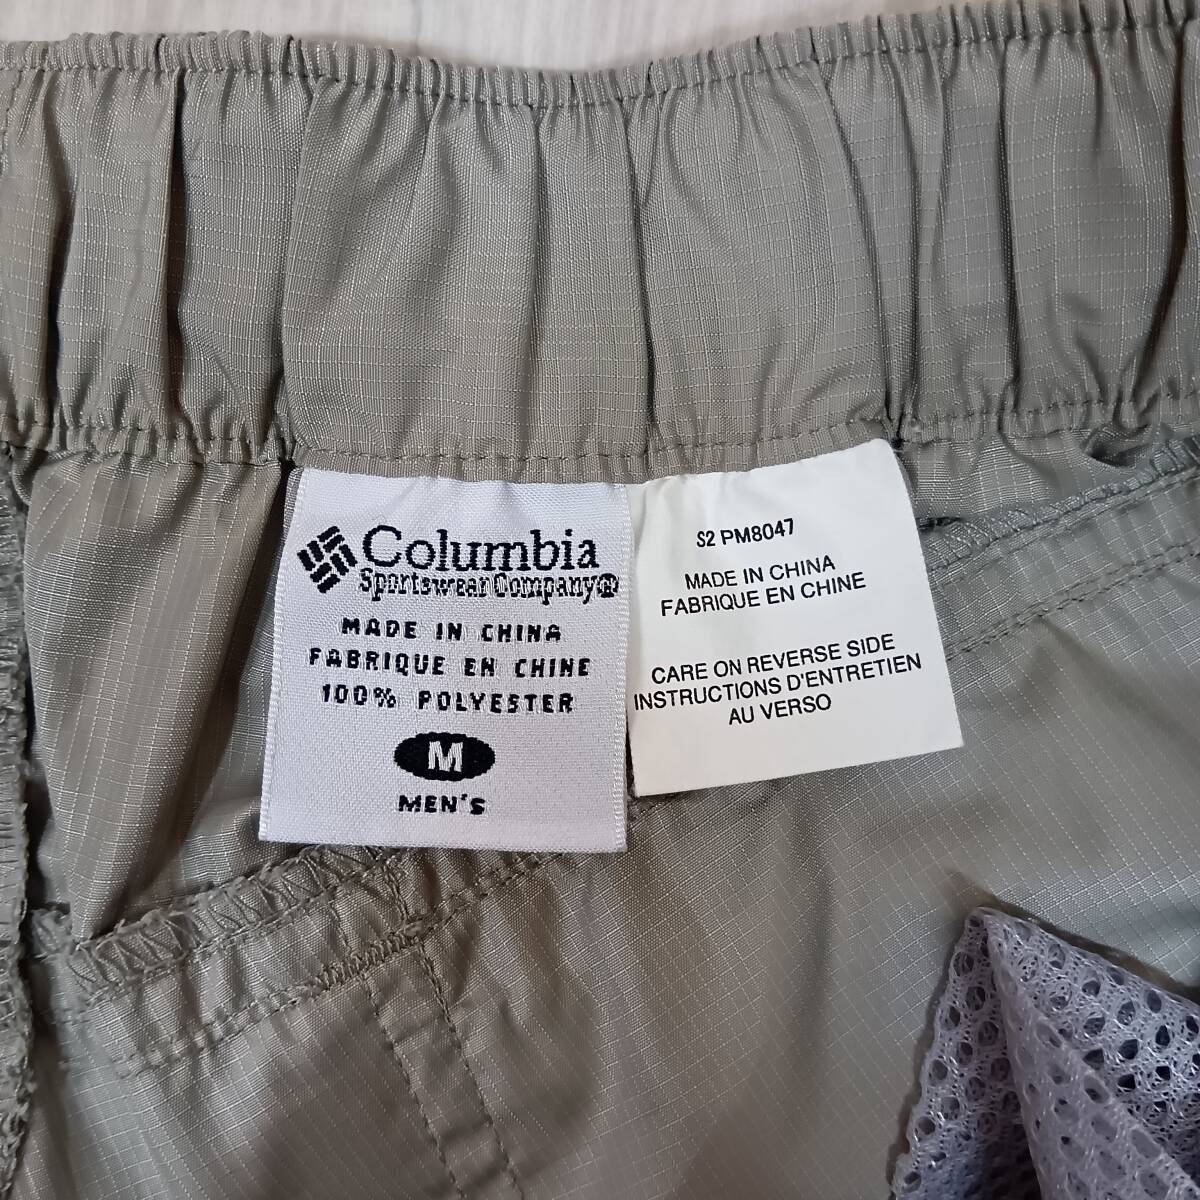 Columbia
Sportswear Company®
MADE IN CHINA
FABRIQUE EN CHINE
100% POLYESTER
M
MEN'S
S2 PM8047
MADE IN CHINA
FABRIQUE EN CHINE
CARE ON REVERSE SIDE
INSTRUCTIONS D'ENTRETIEN
AU VERSO